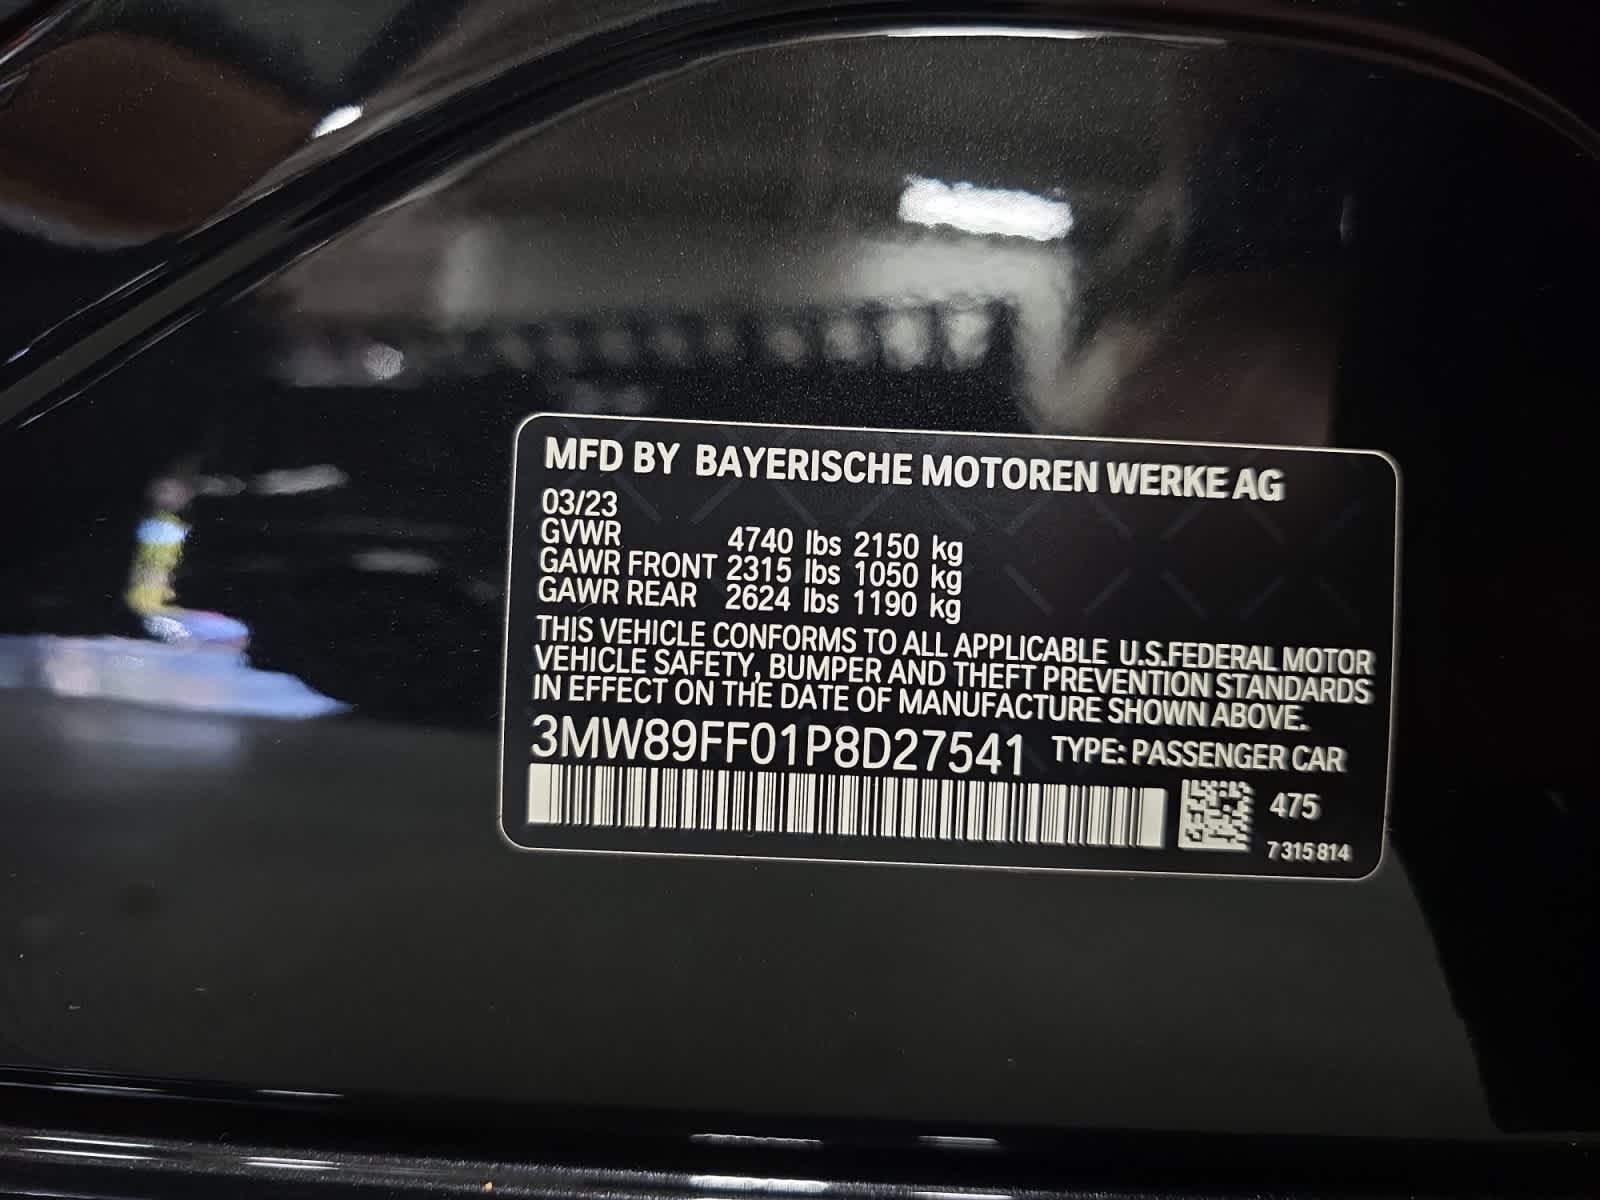 MFD BY BAYERISCHE MOTOREN WERKE AG
03/23
GVWR 4740 lbs 2150 kg
GAWR FRONT 2315 lbs 1050 kg
GAWR REAR 2624 lbs 1190 kg
THIS VEHICLE CONFORMS TO ALL APPLICABLE U.S.FEDERAL MOTOR
VEHICLE SAFETY, BUMPER AND THEFT PREVENTION STANDARDS
IN EFFECT ON THE DATE OF MANUFACTURE SHOWN ABOVE.
3MW89FF01P8D27541 TYPE: PASSENGER CAR
475
7 315 814